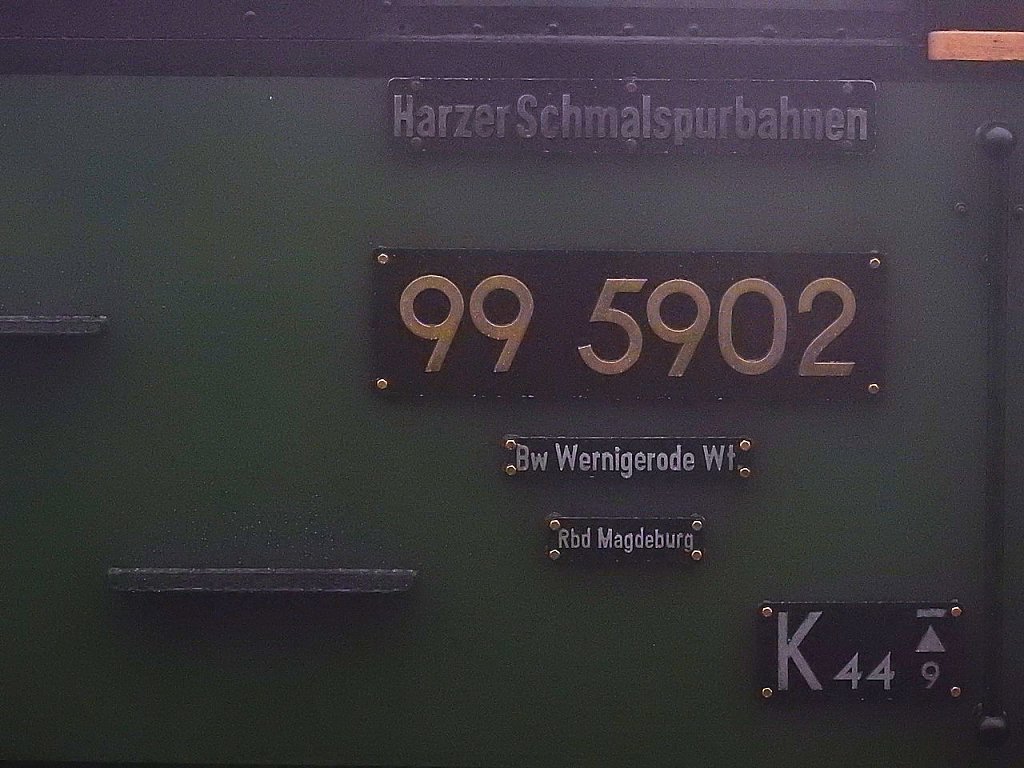 Harzer Schmalspurbahnen
99 5902
Bw Wernigerode Wt.
Rbd Magdeburg
K 44 9